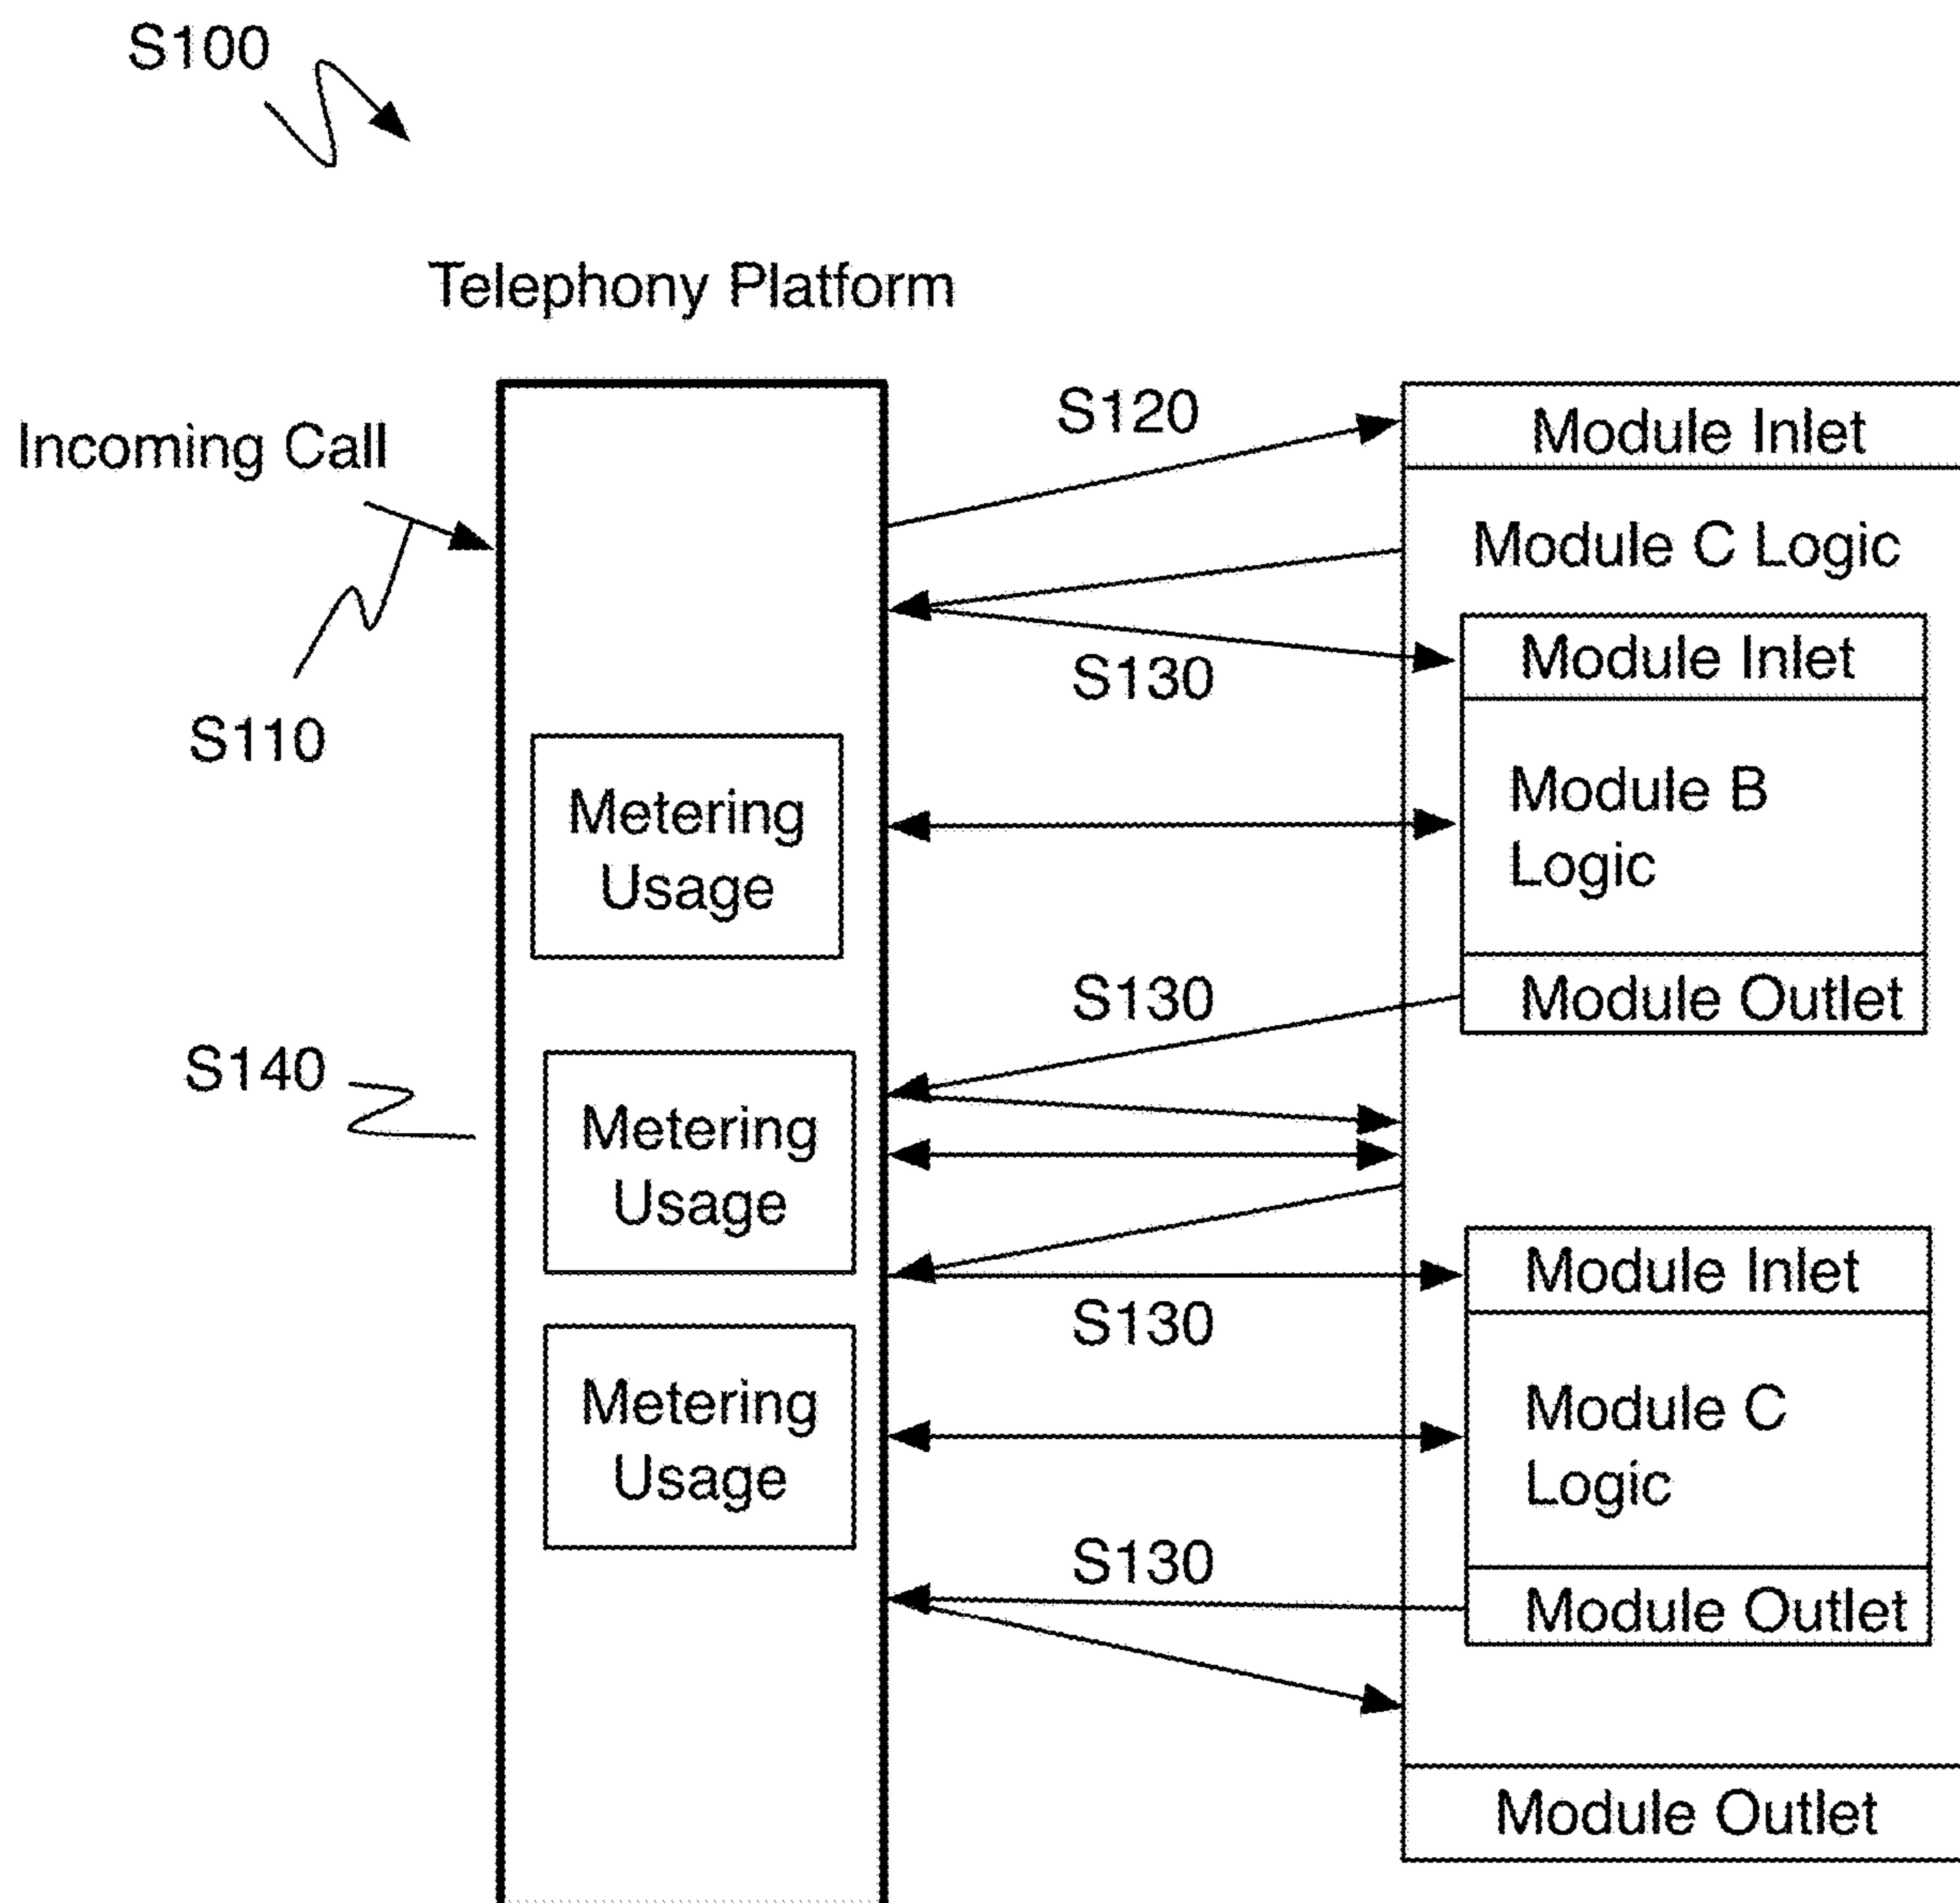 S100
Telephony Platform
Incoming Call
S120
Module Inlet
Module C Logic
S130
Module Inlet
S110
Metering
Usage
Module B
Logic
S130
Module Outlet
S140
Metering
Usage
Module Inlet
S130
Metering
Usage
Module C
Logic
S130
Module Outlet
Module Outlet